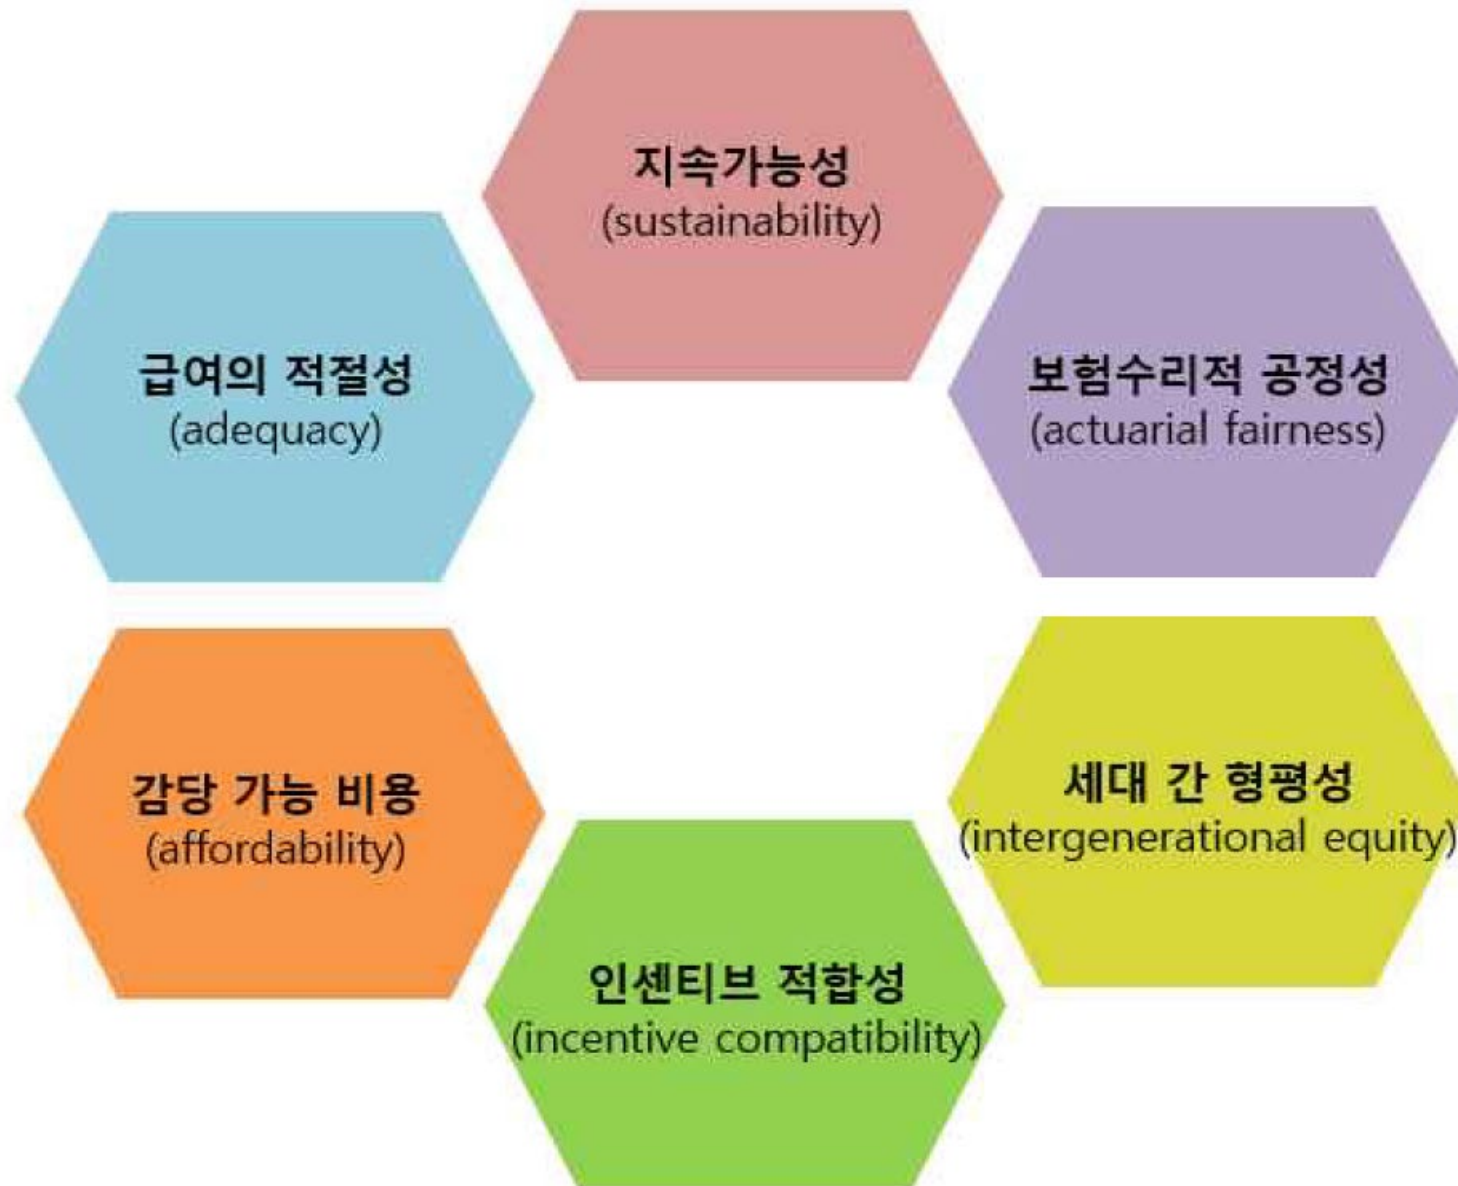 지속가능성
(sustainability)
급여의 적절성
(adequacy)
보험수리적 공정성
(actuarial fairness)
감당 가능 비용
(affordability)
세대 간 형평성
(intergenerational equity)
인센티브 적합성
(incentive compatibility)